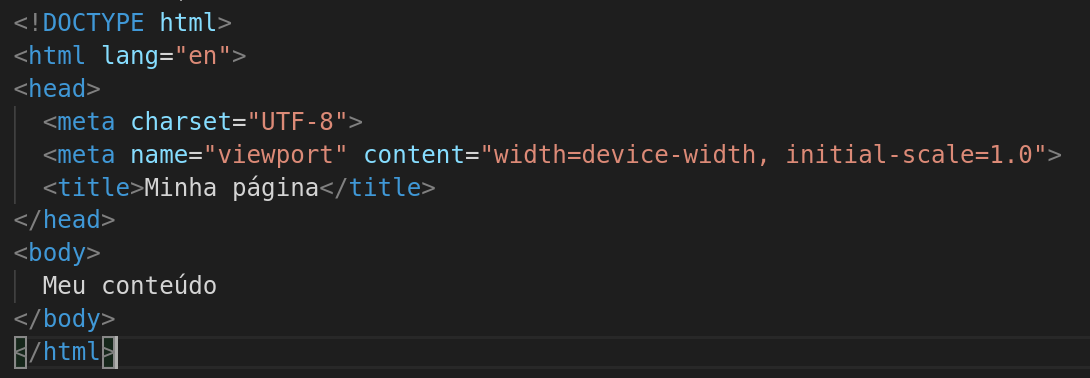 <!DOCTYPE html>
<html lang="en">
<head>
  <meta charset="UTF-8">
  <meta name="viewport" content="width=device-width, initial-scale=1.0">
  <title>Minha página</title>
</head>
<body>
  Meu conteúdo
</body>
</html>